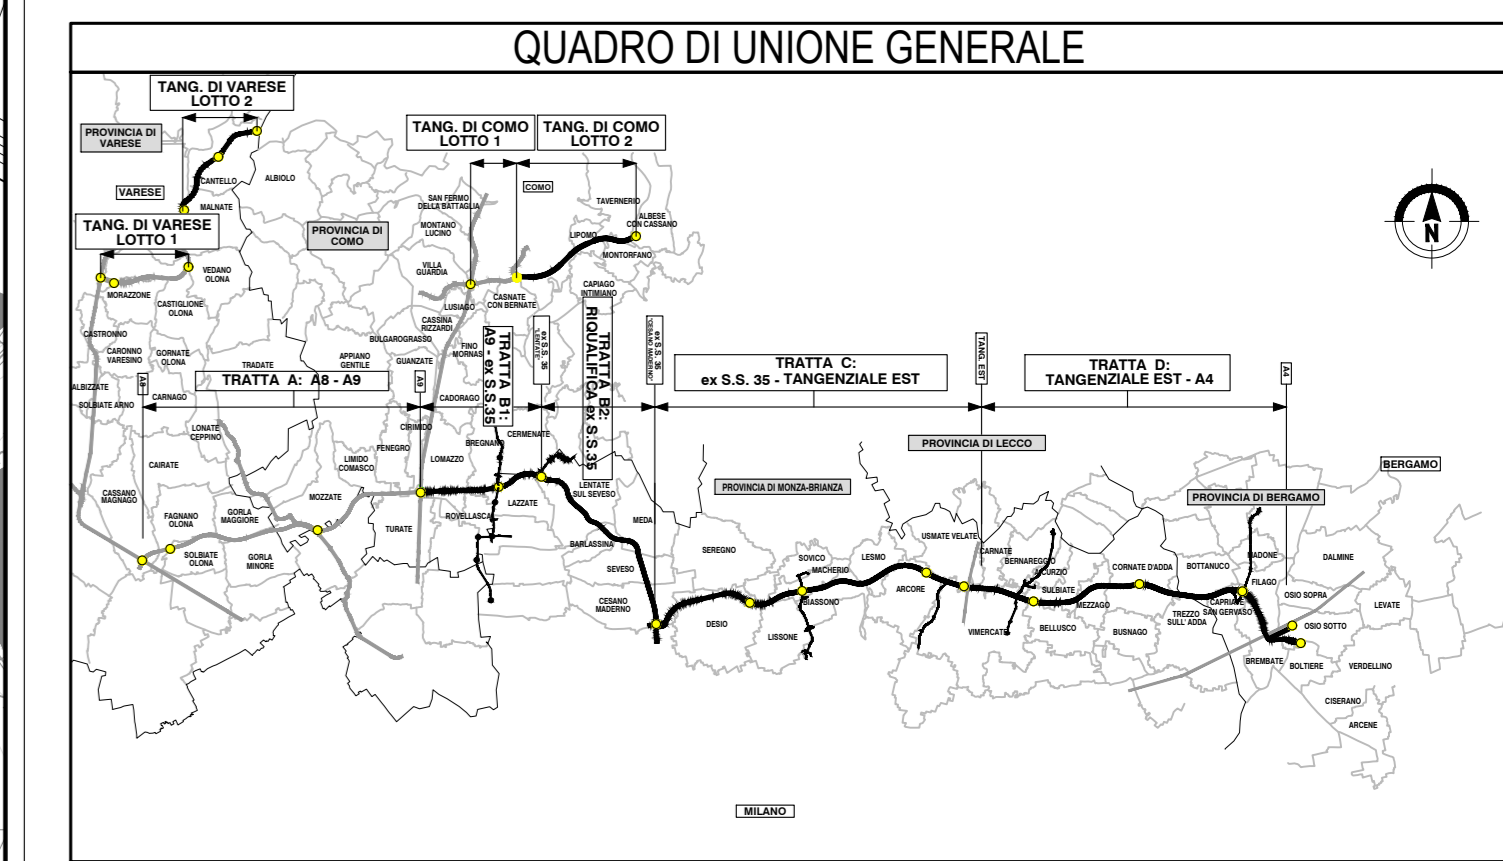 QUADRO DI UNIONE GENERALE
TANG. DI VARESE
LOTTO 2
PROVINCIA DI
VARESE
TANG. DI COMO
LOTTO 1
TANG. DI COMO
LOTTO 2
CANTELLO
ALBIOLO
VARESE
MALNATE
COMO
SAN FERMO
DELLA BATTAGLIA
TAVERNERIO
ALBESE
CON CASSANO
TANG. DI VARESE
LOTTO 1
PROVINCIA DI
COMO
MONTANO
LUCINO
LIPOMO
MONTORFANO
VILLA
GUARDIA
VEDANO
OLONA
MORAZZONE
CASTIGLIONE
OLONA
LUSIAGO
CASNATE
CON BERNATE
CAPIAGO
INTIMIANO
N
CASTRONNO
CASSINA
RIZZARDI
BULGAROGRASSO
FINO
MORNAS
CARONNO
VARESINO
GORNATE
OLONA
TRADATE
APPIANO
GENTILE
GUANZATE
TRATTA B1:
A9 - ex S.S.35
ex S.S. 35
"LENTATE"
TRATTA B2:
RIQUALIFICA ex S.S.35
ex S.S. 35
"CESANO MADERNO"
TRATTA C:
ex S.S. 35 - TANGENZIALE EST
TANG. EST
TRATTA D:
TANGENZIALE EST - A4
A4
ALBIZZATE
A8
TRATTA A: A8 - A9
A9
SOLBIATE ARNO
CARNAGO
CADORAGO
LONATE
CEPPINO
CIRIMIDO
BREGNANO
CERMENATE
FENEGRO
PROVINCIA DI LECCO
CAIRATE
LIMIDO
COMASCO
LOMAZZO
BERGAMO
CASSANO
MAGNAGO
MOZZATE
LENTATE
SUL SEVESO
PROVINCIA DI MONZA-BRIANZA
PROVINCIA DI BERGAMO
FAGNANO
OLONA
GORLA
MAGGIORE
TURATE
ROVELLASCA
LAZZATE
MEDA
SOLBIATE
OLONA
GORLA
MINORE
BARLASSINA
SEVESO
SEREGNO
SOVICO
MACHERIO
LESMO
USMATE VELATE
CARNATE
BERNAREGGIO
CORNATE D'ADDA
BOTTANUCO
MADONE
DALMINE
FILAGO
OSIO SOPRA
CESANO
MADERNO
BIASSONO
ARCORE
SULBIATE
MEZZAGO
CAPRIATE
SAN GERVASO
LEVATE
DESIO
LISSONE
VIMERCATE
BELLUSCO
BUSNAGO
TREZZO
SULL' ADDA
OSIO SOTTO
BREMBATE
BOLTIERE
VERDELLINO
CISERANO
ARCENE
MILANO